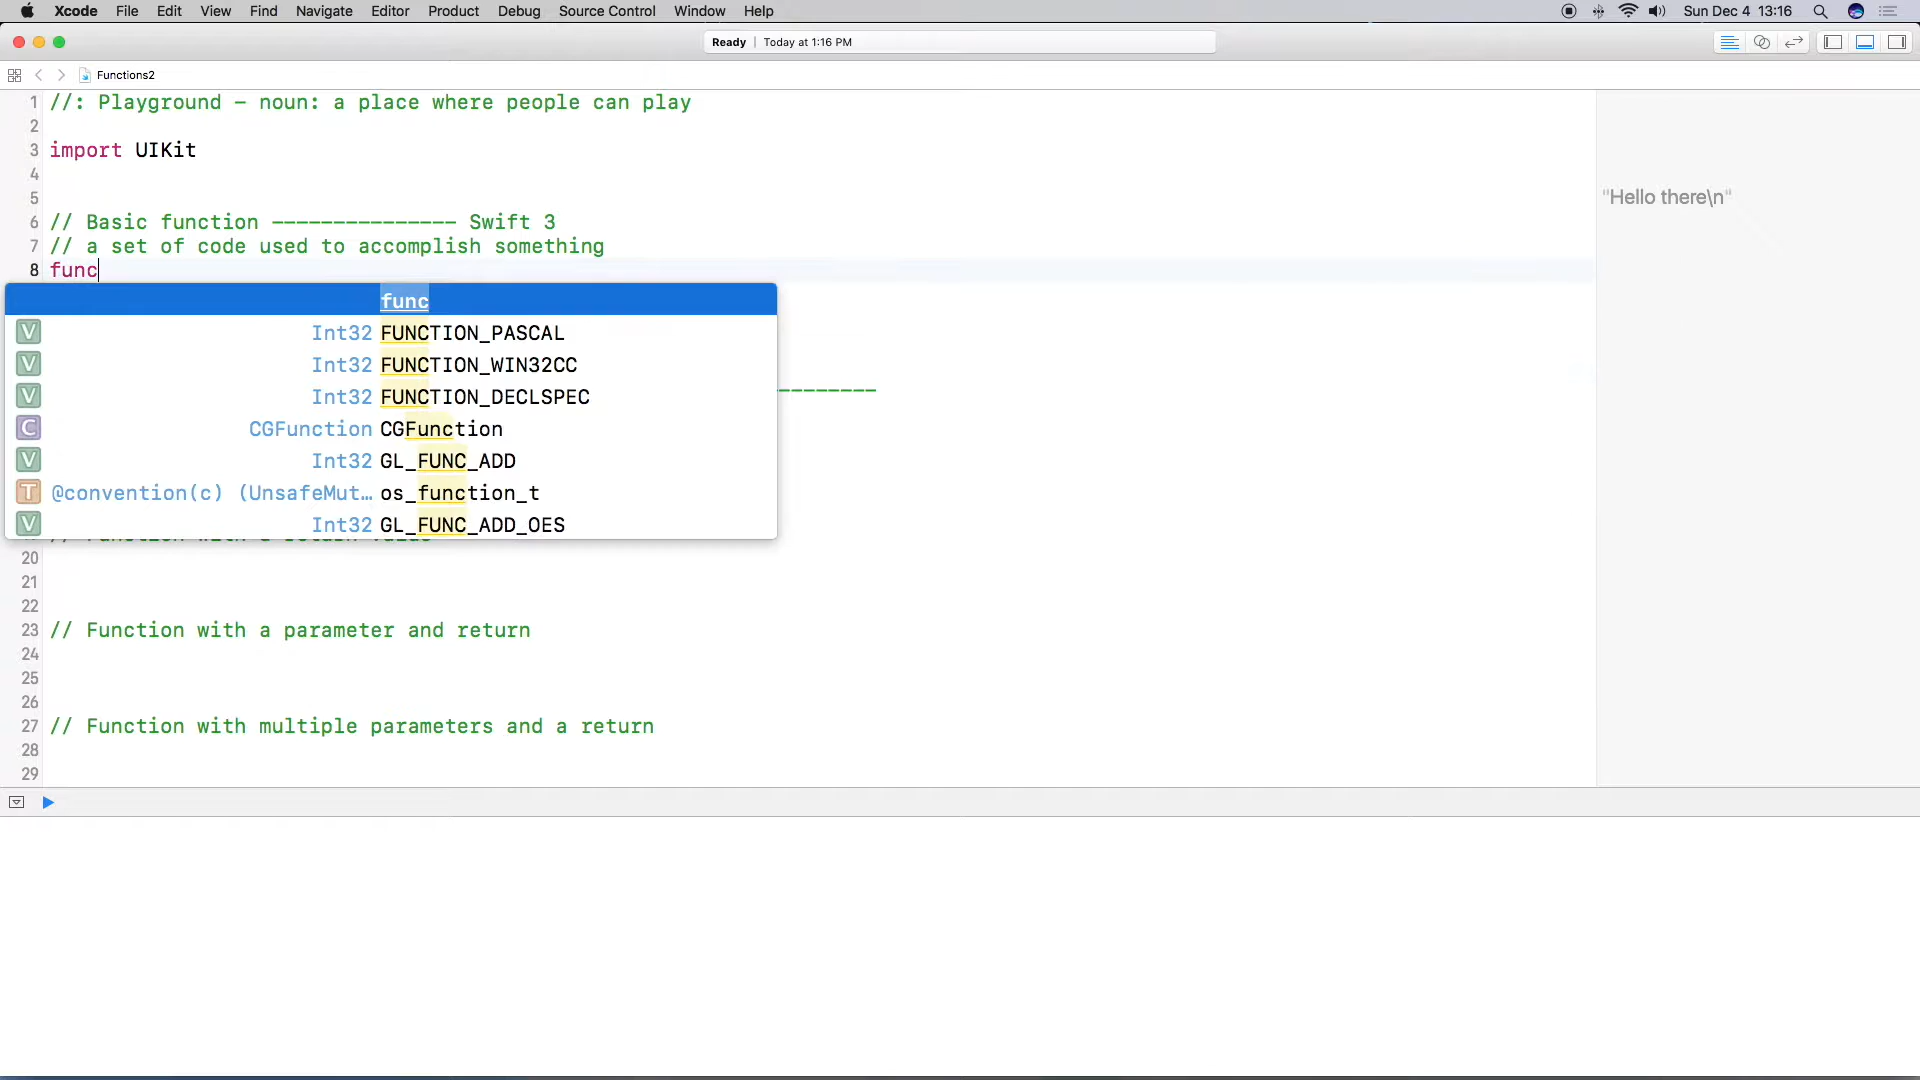 Xcode File Edit View Find Navigate Editor Product Debug Source Control Window Help Sun Dec 4 13:16
Ready | Today at 1:16 PM
Functions2
1 //: Playground – noun: a place where people can play
2
3 import UIKit
4
5
"Hello there\n"
6 // Basic function --------------- Swift 3
7 // a set of code used to accomplish something
8 func
func
Int32 FUNCTION_PASCAL
Int32 FUNCTION_WIN32CC
Int32 FUNCTION_DECLSPEC
--------
CGFunction CGFunction
Int32 GL_FUNC_ADD
@convention(c) (UnsafeMut… os_function_t
Int32 GL_FUNC_ADD_OES
20
21
22
23 // Function with a parameter and return
24
25
26
27 // Function with multiple parameters and a return
28
29